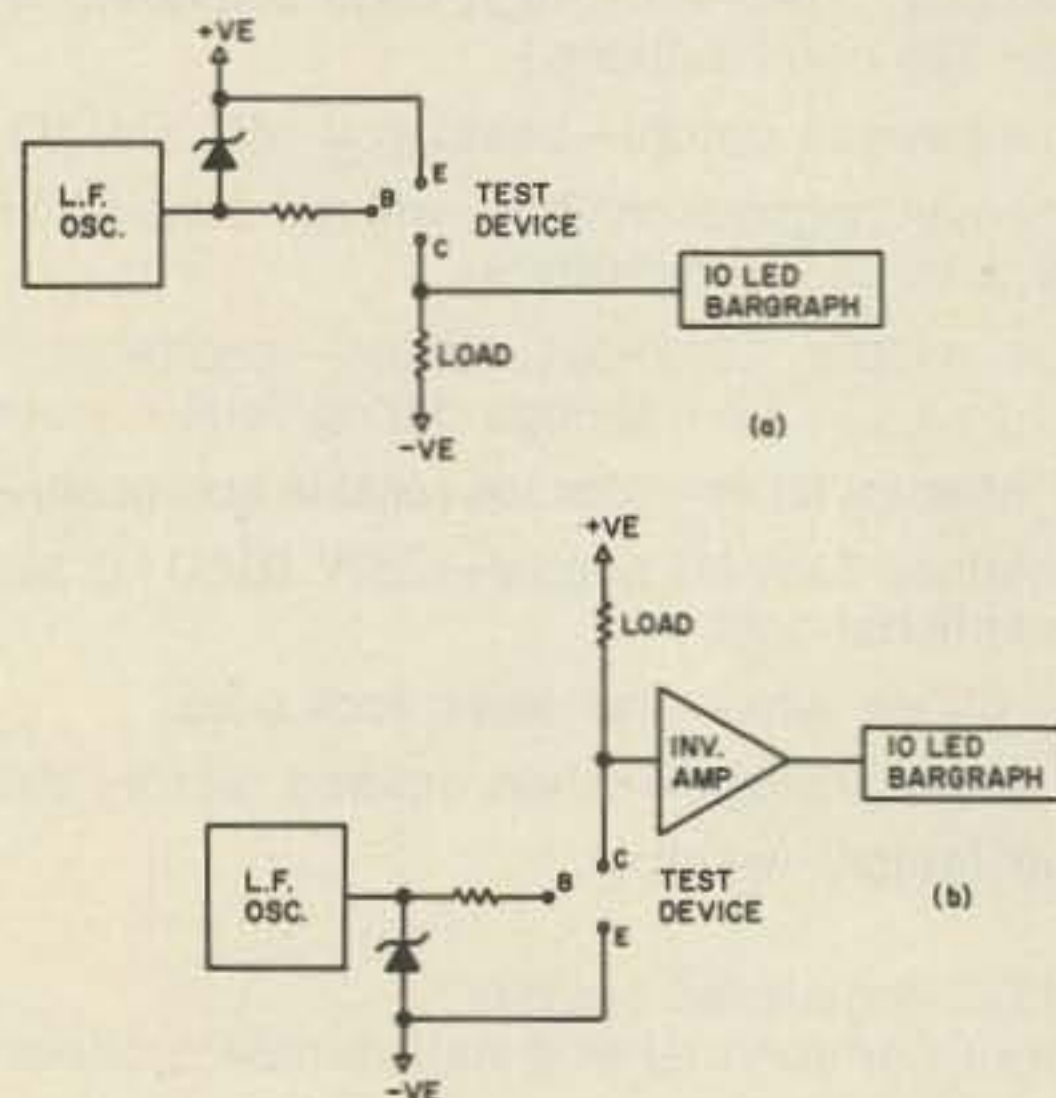 +VE
L.F.
OSC.
B
E
TEST
DEVICE
C
10 LED
BARGRAPH
LOAD
-VE
(a)
+VE
LOAD
INV.
AMP
10 LED
BARGRAPH
L.F.
OSC.
B
C
TEST
DEVICE
E
(b)
-VE